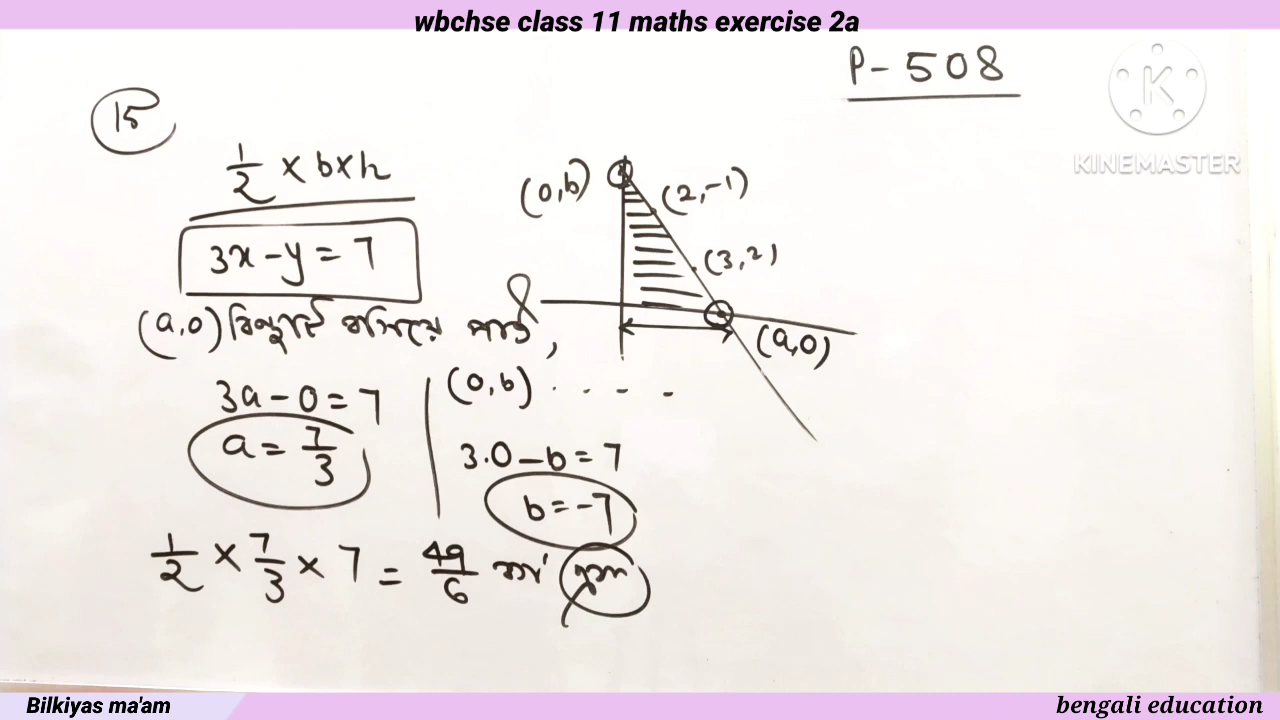 wbchse class 11 maths exercise 2a
P-508
KINEMASTER
15
1/2 × b×h
3x-y=7
(0,b)
(2,-1)
(3,2)
(a,0)
(a,0) বিন্দুটি বসিয়ে পাই,
3a-0=7
a=7/3
(0,b) ....
3.0-b=7
b=-7
1/2 × 7/3 × 7 = 49/6
Bilkiyas ma'am
bengali education